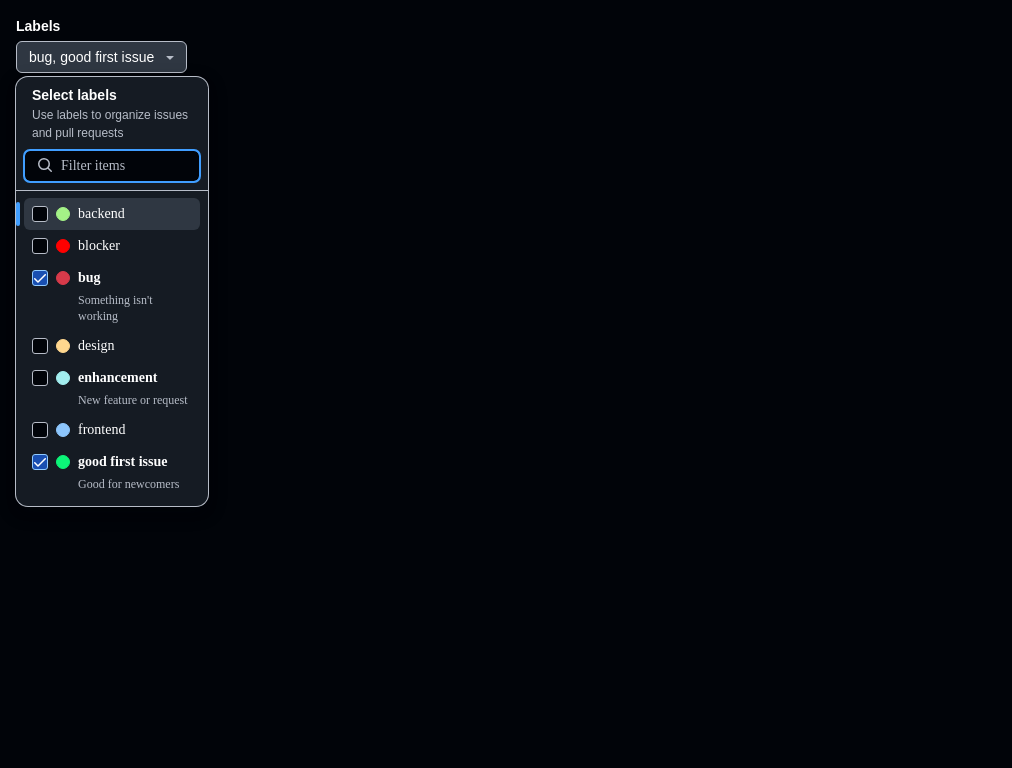 Labels
bug, good first issue
Select labels
Use labels to organize issues
and pull requests
Filter items
backend
blocker
bug
Something isn't
working
design
enhancement
New feature or request
frontend
good first issue
Good for newcomers